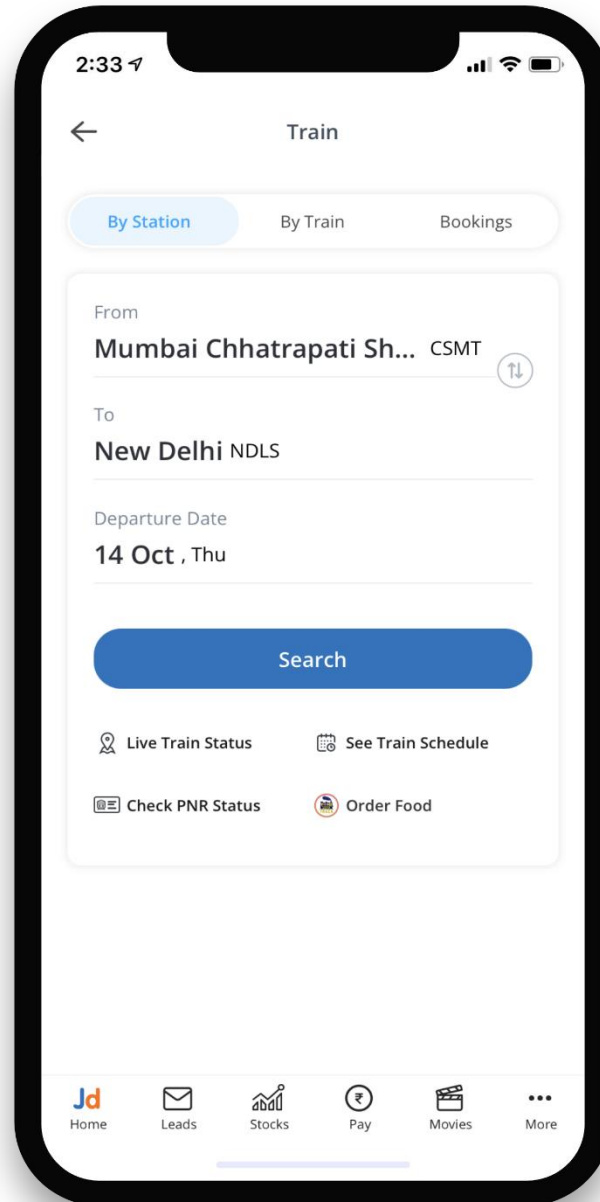 2:33
Train
By Station By Train Bookings
From
Mumbai Chhatrapati Sh... CSMT
To
New Delhi NDLS
Departure Date
14 Oct , Thu
Search
Live Train Status See Train Schedule
Check PNR Status Order Food
Jd
Home Leads Stocks Pay Movies More